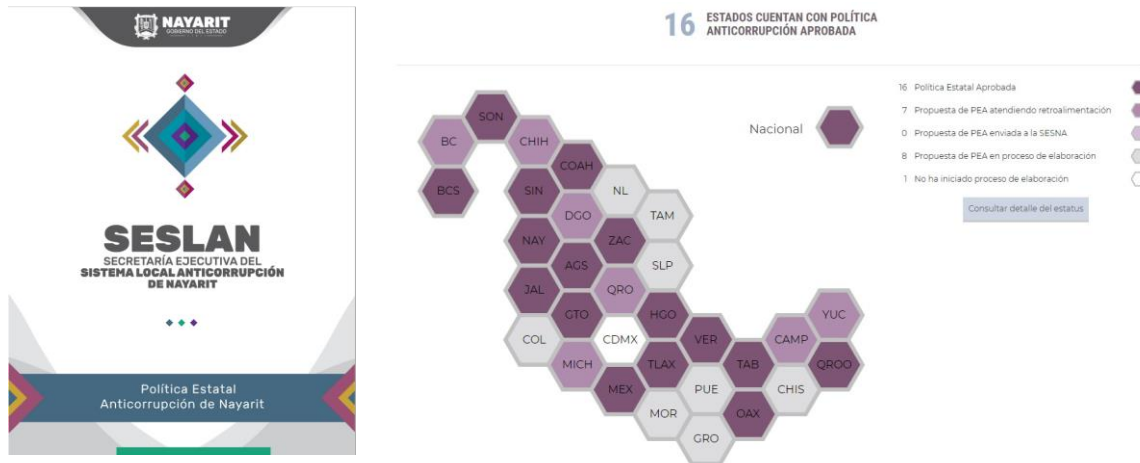 NAYARIT
GOBIERNO DEL ESTADO
SESLAN
SECRETARÍA EJECUTIVA DEL
SISTEMA LOCAL ANTICORRUPCIÓN
DE NAYARIT
Política Estatal
Anticorrupción de Nayarit
16 ESTADOS CUENTAN CON POLÍTICA
ANTICORRUPCIÓN APROBADA
Nacional
16 Política Estatal Aprobada
7 Propuesta de PEA atendiendo retroalimentación
0 Propuesta de PEA enviada a la SESNA
8 Propuesta de PEA en proceso de elaboración
1 No ha iniciado proceso de elaboración
Consultar detalle del estatus
SON
BC
CHIH
COAH
BCS
SIN
NL
DGO
TAM
NAY
ZAC
AGS
SLP
JAL
QRO
GTO
HGO
YUC
COL
CDMX
VER
CAMP
MICH
TLAX
TAB
QROO
MEX
PUE
CHIS
MOR
OAX
GRO